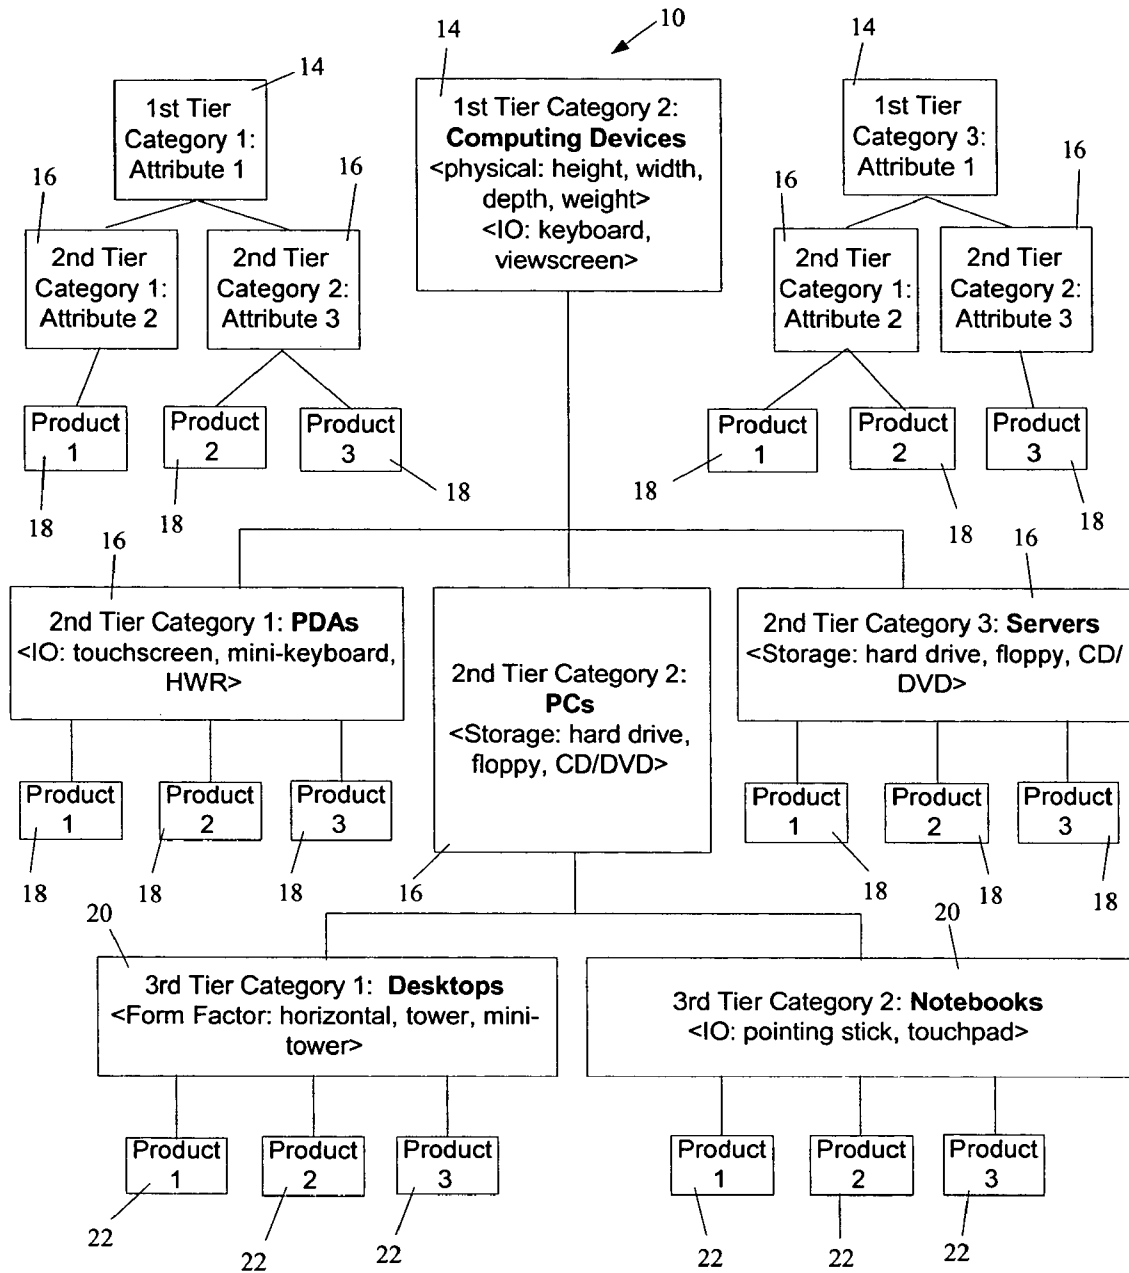 10
14
14
14
1st Tier
Category 1:
Attribute 1
1st Tier Category 2:
Computing Devices
<physical: height, width,
depth, weight>
<IO: keyboard,
viewscreen>
1st Tier
Category 3:
Attribute 1
16
16
16
16
2nd Tier
Category 1:
Attribute 2
2nd Tier
Category 2:
Attribute 3
2nd Tier
Category 1:
Attribute 2
2nd Tier
Category 2:
Attribute 3
Product
1
Product
2
Product
3
Product
1
Product
2
Product
3
18
18
18
18
18
18
16
16
2nd Tier Category 1: PDAs
<IO: touchscreen, mini-keyboard,
HWR>
2nd Tier Category 2:
PCs
<Storage: hard drive,
floppy, CD/DVD>
2nd Tier Category 3: Servers
<Storage: hard drive, floppy, CD/
DVD>
Product
1
Product
2
Product
3
Product
1
Product
2
Product
3
18
18
18
16
18
18
18
20
20
3rd Tier Category 1: Desktops
<Form Factor: horizontal, tower, mini-
tower>
3rd Tier Category 2: Notebooks
<IO: pointing stick, touchpad>
Product
1
Product
2
Product
3
Product
1
Product
2
Product
3
22
22
22
22
22
22